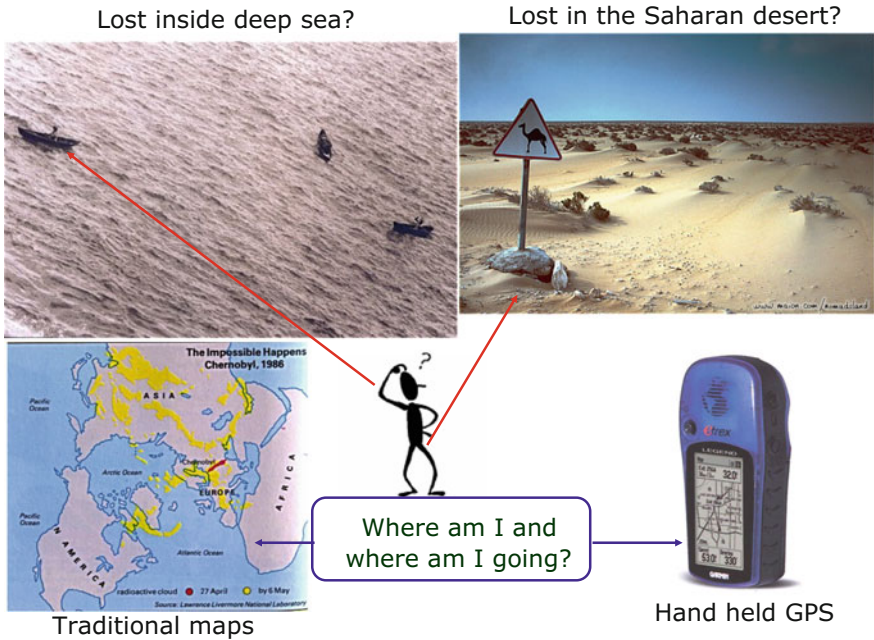 Lost inside deep sea?
Lost in the Saharan desert?
The Impossible Happens
Chernobyl, 1986
Pacific
Ocean
ASIA
Arctic Ocean
Chernobyl
EUROPE
AFRICA
Pacific
Ocean
N AMERICA
Atlantic Ocean
radioactive cloud 27 April by 6 May
Source: Lawrence Livermore National Laboratory
Traditional maps
?
Where am I and
where am I going?
etrex
LEGEND
GARMIN
Hand held GPS